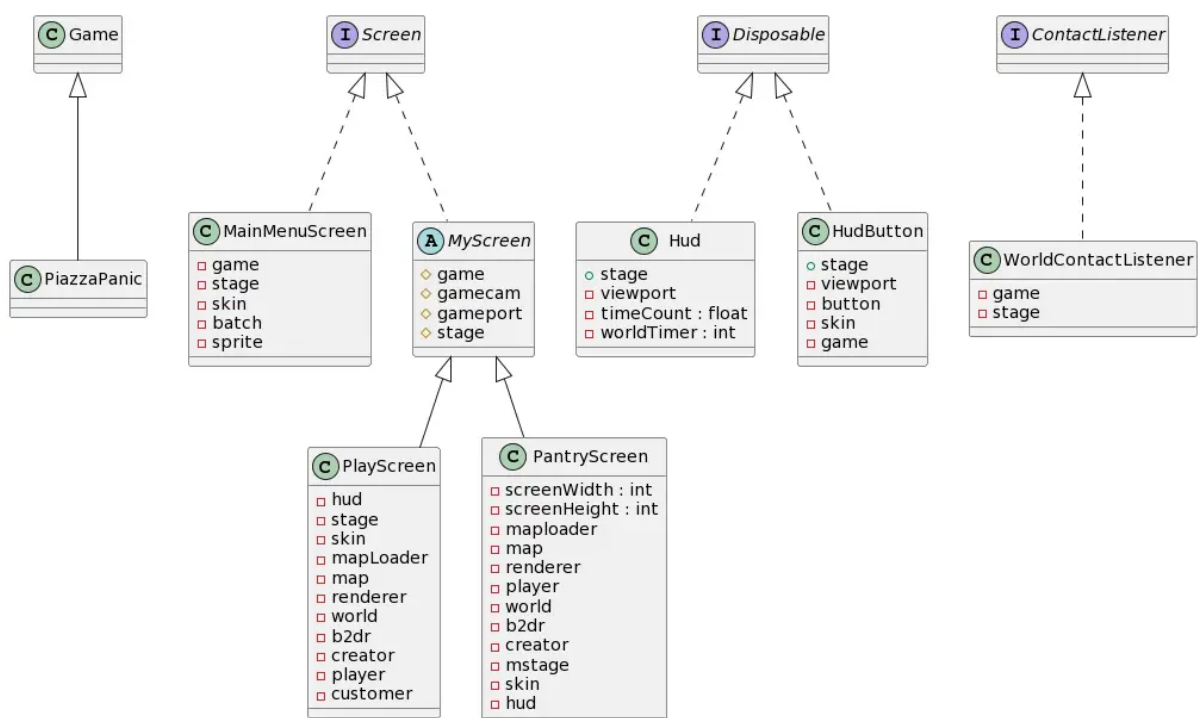 C Game
I Screen
I Disposable
I ContactListener
C PiazzaPanic
C MainMenuScreen
game
stage
skin
batch
sprite
A MyScreen
game
gamecam
gameport
stage
C Hud
stage
viewport
timeCount : float
worldTimer : int
C HudButton
stage
viewport
button
skin
game
C WorldContactListener
game
stage
C PlayScreen
hud
stage
skin
mapLoader
map
renderer
world
b2dr
creator
player
customer
C PantryScreen
screenWidth : int
screenHeight : int
maploader
map
renderer
player
world
b2dr
creator
mstage
skin
hud